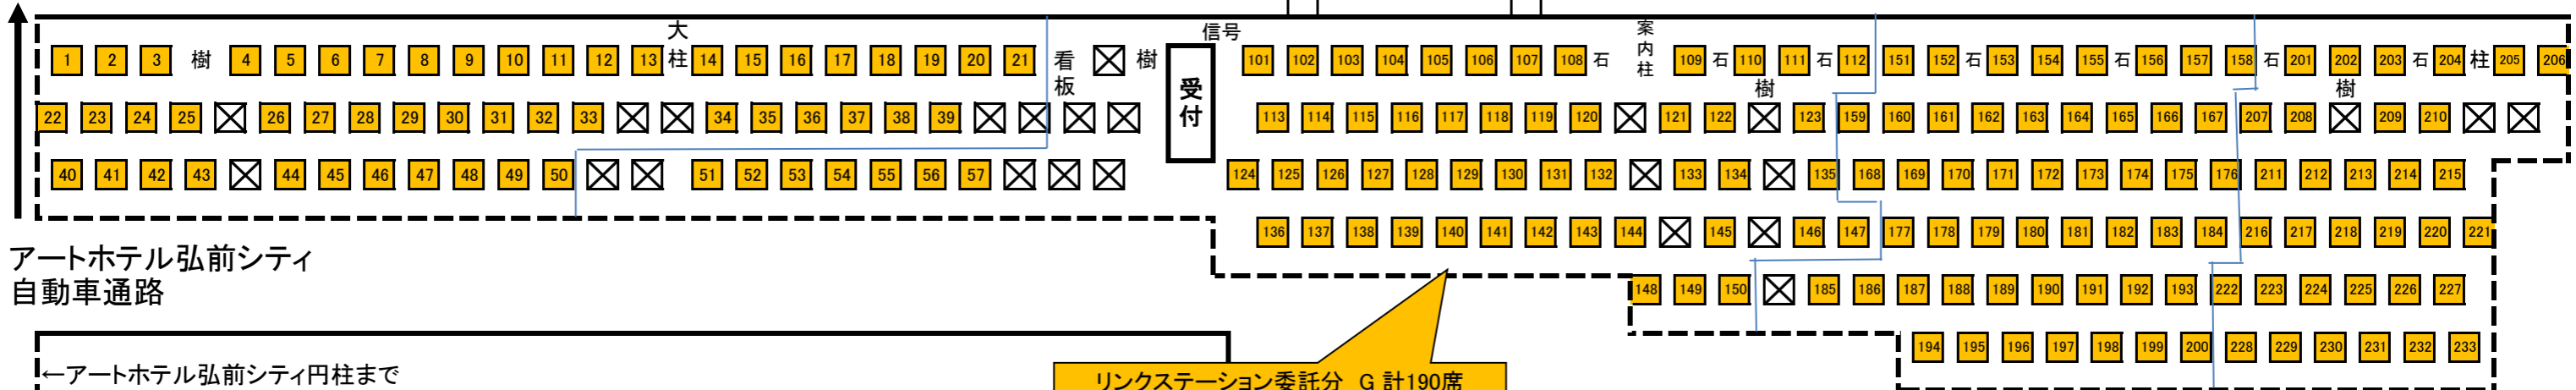 大柱
信号
案内柱
1 2 3 樹 4 5 6 7 8 9 10 11 12 13 14 15 16 17 18 19 20 21 看板 樹 101 102 103 104 105 106 107 108 石 109 石 110 111 石 112 151 152 石 153 154 155 石 156 157 158 石 201 202 203 石 204 柱 205 206
受付
樹 樹
22 23 24 25 26 27 28 29 30 31 32 33 34 35 36 37 38 39 113 114 115 116 117 118 119 120 121 122 123 159 160 161 162 163 164 165 166 167 207 208 209 210
40 41 42 43 44 45 46 47 48 49 50 51 52 53 54 55 56 57 124 125 126 127 128 129 130 131 132 133 134 135 168 169 170 171 172 173 174 175 176 211 212 213 214 215
136 137 138 139 140 141 142 143 144 145 146 147 177 178 179 180 181 182 183 184 216 217 218 219 220 221
アートホテル弘前シティ
自動車通路
148 149 150 185 186 187 188 189 190 191 192 193 222 223 224 225 226 227
194 195 196 197 198 199 200 228 229 230 231 232 233
←アートホテル弘前シティ円柱まで
リンクステーション委託分 G 計190席